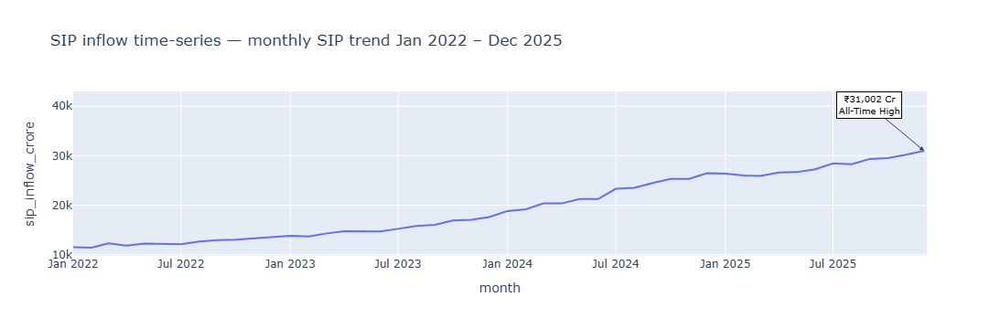 SIP inflow time-series — monthly SIP trend Jan 2022 – Dec 2025
₹31,002 Cr
All-Time High
40k
30k
20k
10k
sip_inflow_crore
Jan 2022
Jul 2022
Jan 2023
Jul 2023
Jan 2024
Jul 2024
Jan 2025
Jul 2025
month